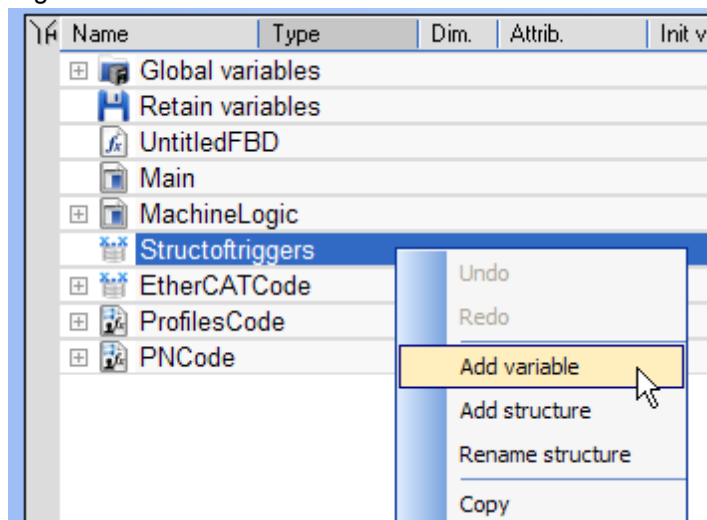 Name Type Dim. Attrib. Init v
Global variables
Retain variables
UntitledFBD
Main
MachineLogic
Structoftriggers
EtherCATCode
ProfilesCode
PNCode
Undo
Redo
Add variable
Add structure
Rename structure
Copy